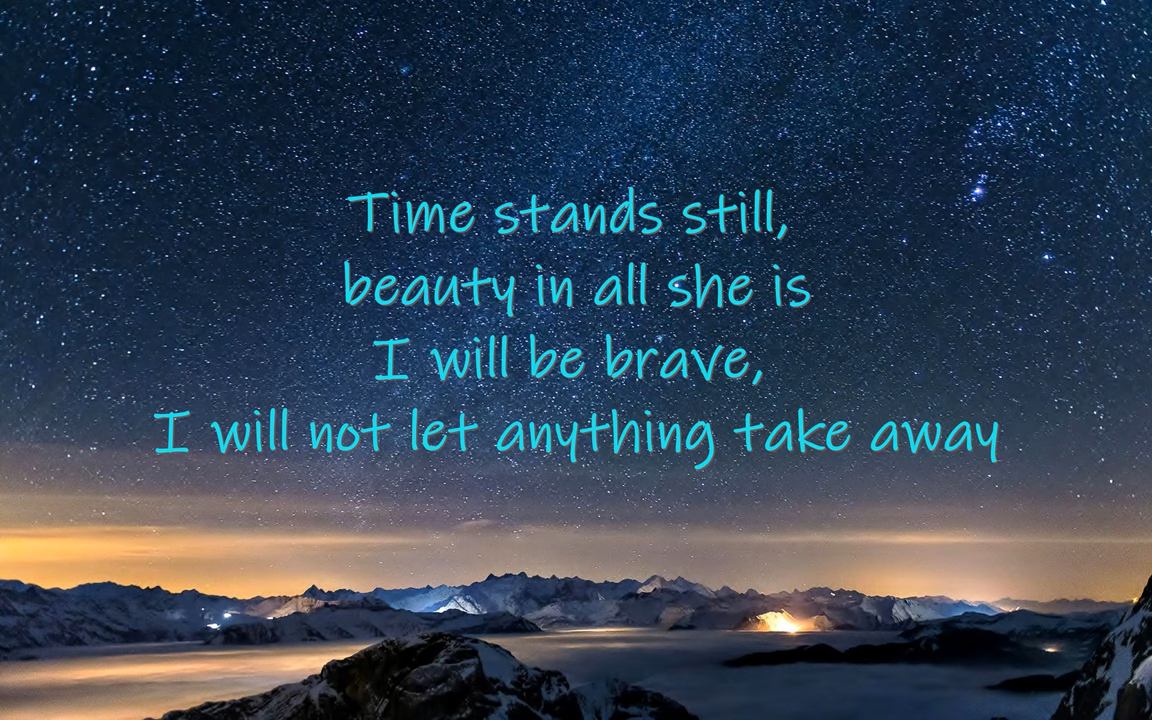 Time stands still,
beauty in all she is
I will be brave,
I will not let anything take away